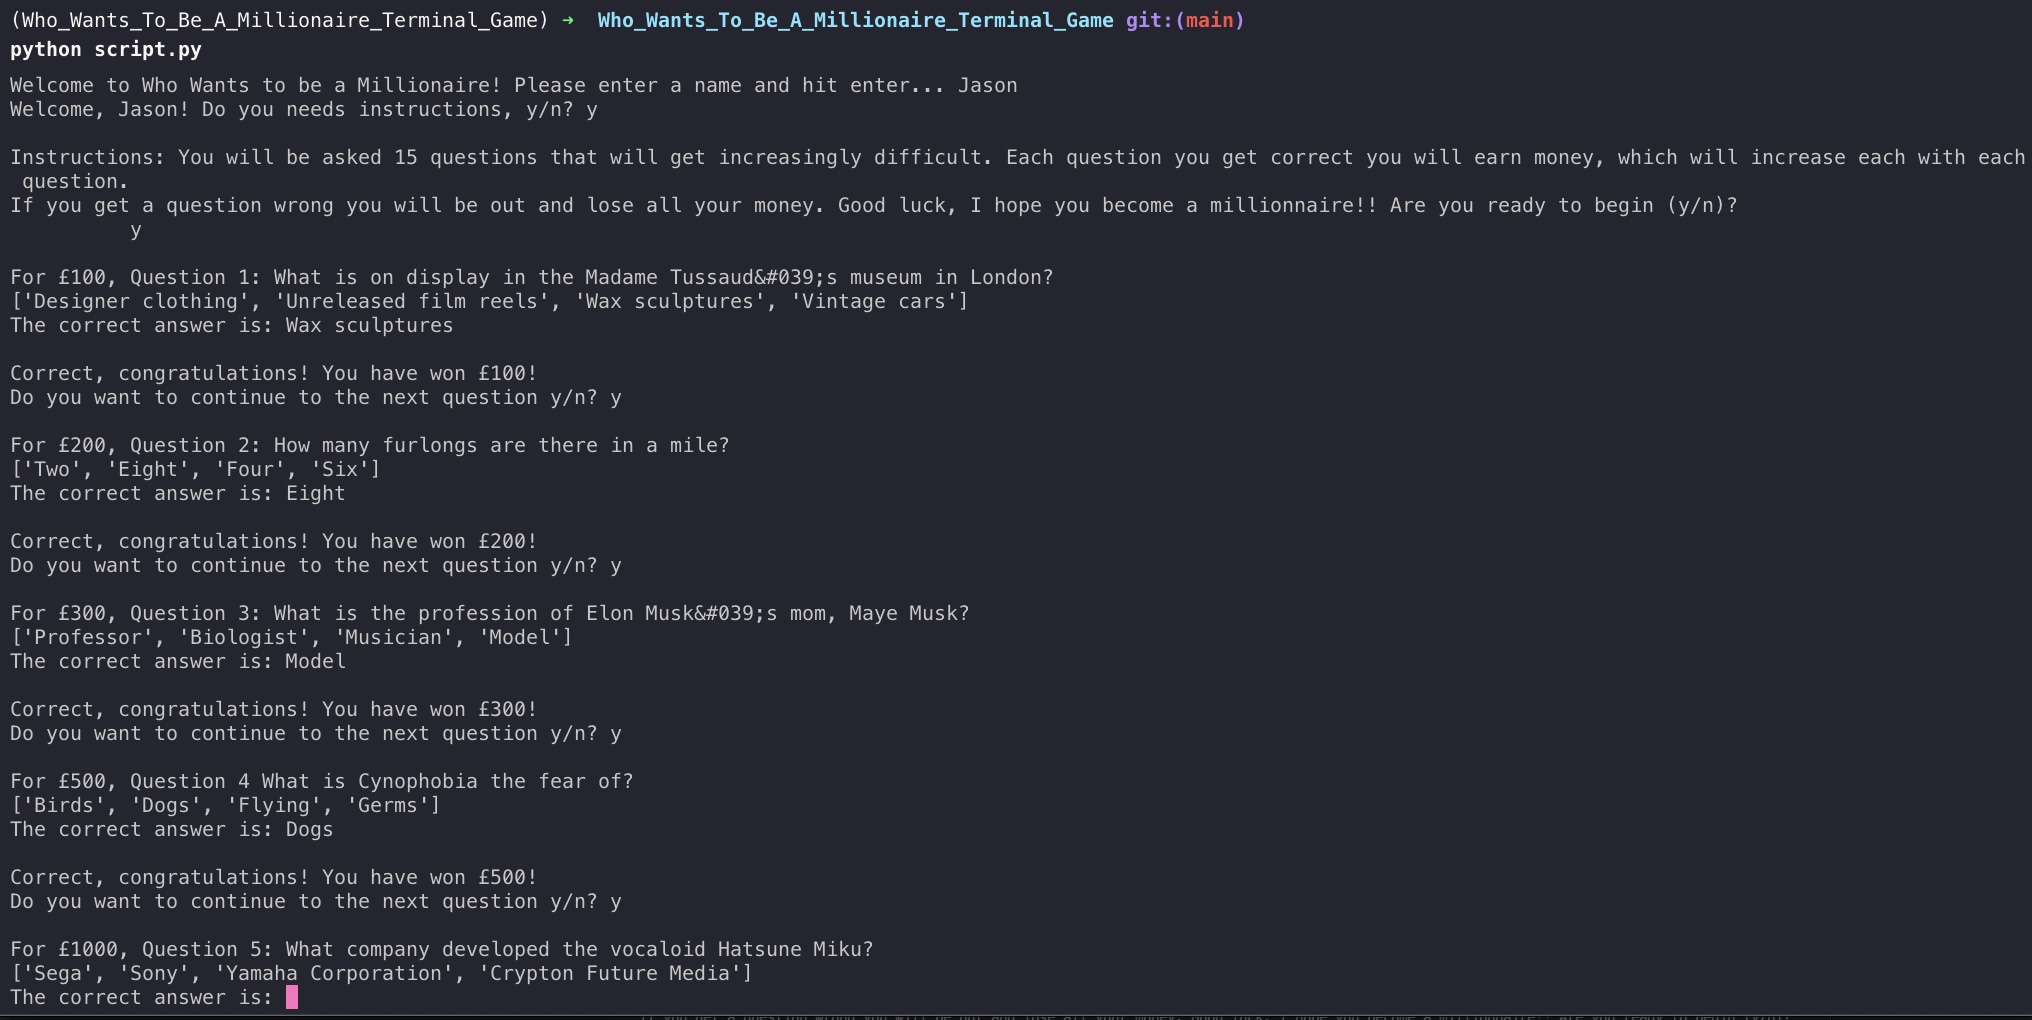 (Who_Wants_To_Be_A_Millionaire_Terminal_Game) → Who_Wants_To_Be_A_Millionaire_Terminal_Game git:(main)
python script.py
Welcome to Who Wants to be a Millionaire! Please enter a name and hit enter... Jason
Welcome, Jason! Do you needs instructions, y/n? y
Instructions: You will be asked 15 questions that will get increasingly difficult. Each question you get correct you will earn money, which will increase each with each
question.
If you get a question wrong you will be out and lose all your money. Good luck, I hope you become a millionnaire!! Are you ready to begin (y/n)?
y
For £100, Question 1: What is on display in the Madame Tussaud&#039;s museum in London?
['Designer clothing', 'Unreleased film reels', 'Wax sculptures', 'Vintage cars']
The correct answer is: Wax sculptures
Correct, congratulations! You have won £100!
Do you want to continue to the next question y/n? y
For £200, Question 2: How many furlongs are there in a mile?
['Two', 'Eight', 'Four', 'Six']
The correct answer is: Eight
Correct, congratulations! You have won £200!
Do you want to continue to the next question y/n? y
For £300, Question 3: What is the profession of Elon Musk&#039;s mom, Maye Musk?
['Professor', 'Biologist', 'Musician', 'Model']
The correct answer is: Model
Correct, congratulations! You have won £300!
Do you want to continue to the next question y/n? y
For £500, Question 4 What is Cynophobia the fear of?
['Birds', 'Dogs', 'Flying', 'Germs']
The correct answer is: Dogs
Correct, congratulations! You have won £500!
Do you want to continue to the next question y/n? y
For £1000, Question 5: What company developed the vocaloid Hatsune Miku?
['Sega', 'Sony', 'Yamaha Corporation', 'Crypton Future Media']
The correct answer is: